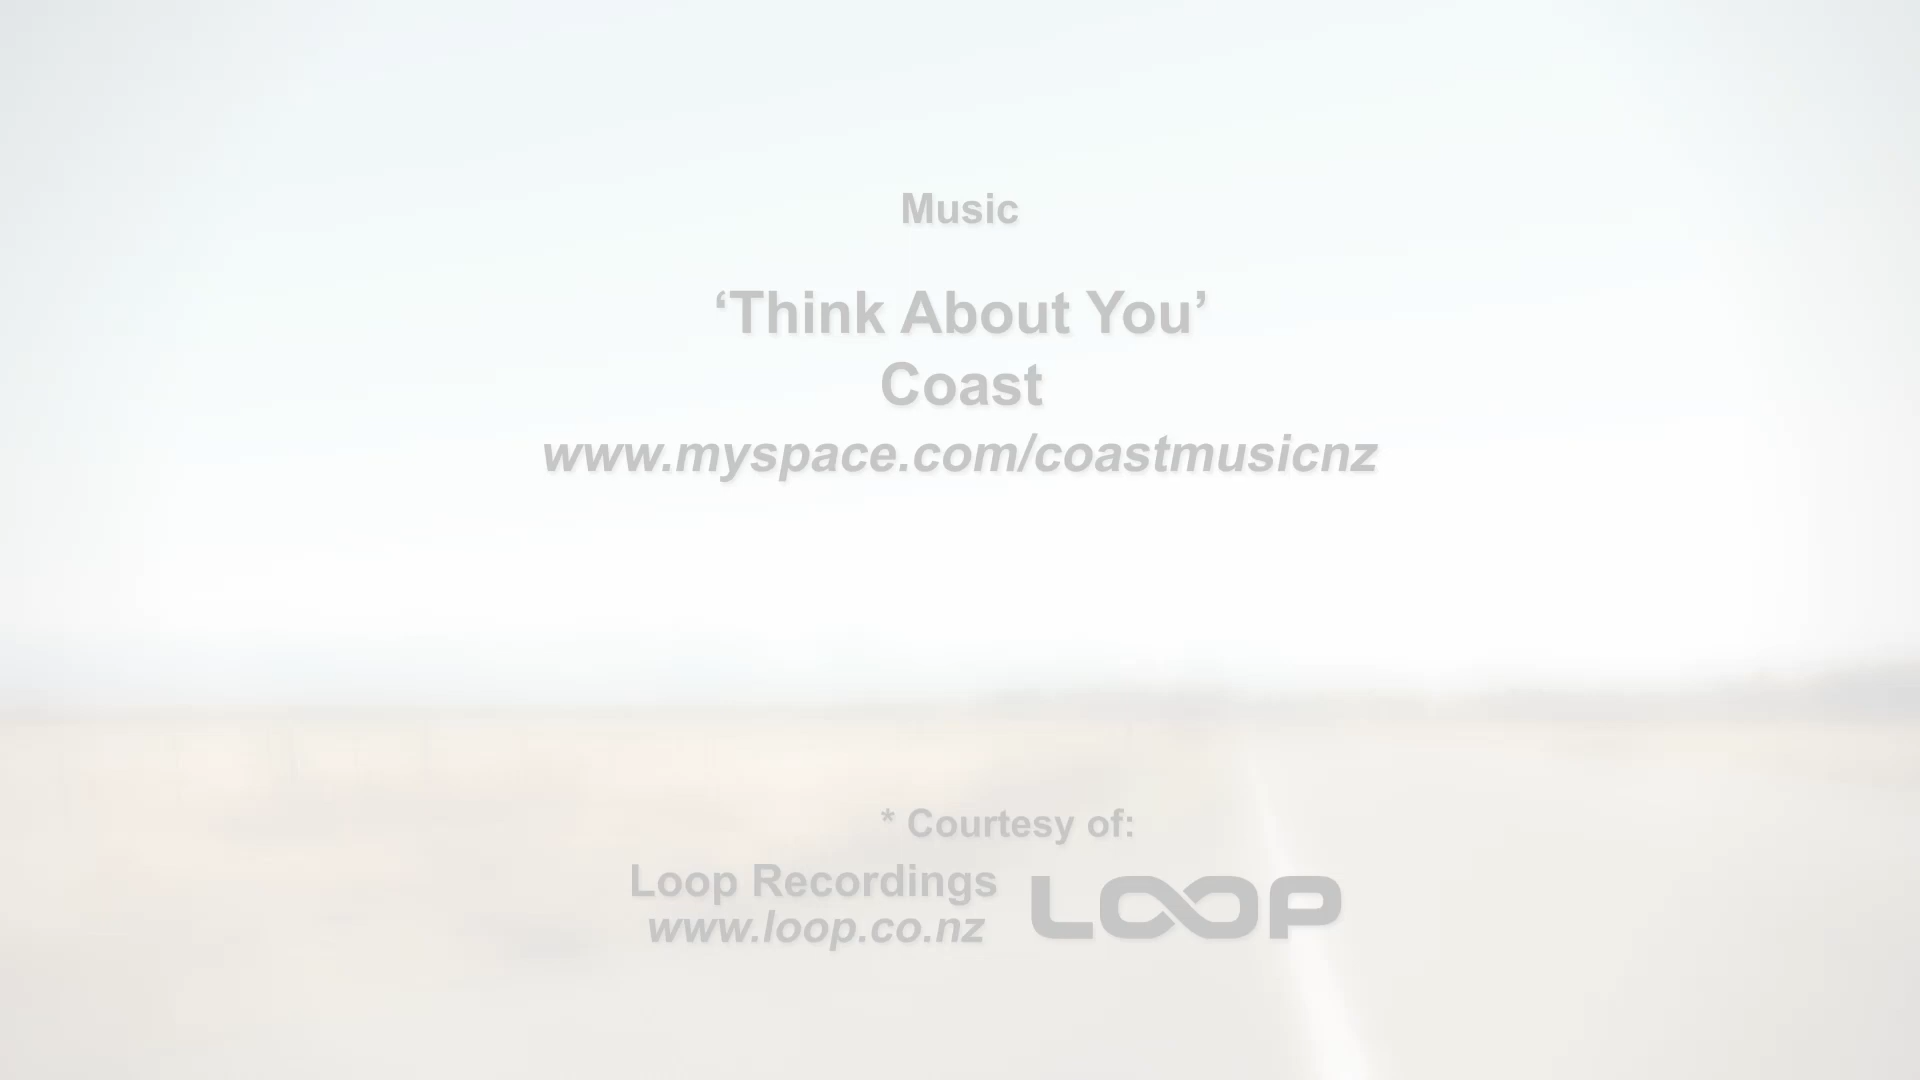 Music
‘Think About You’
Coast
www.myspace.com/coastmusicnz
* Courtesy of:
Loop Recordings
www.loop.co.nz
LOOP